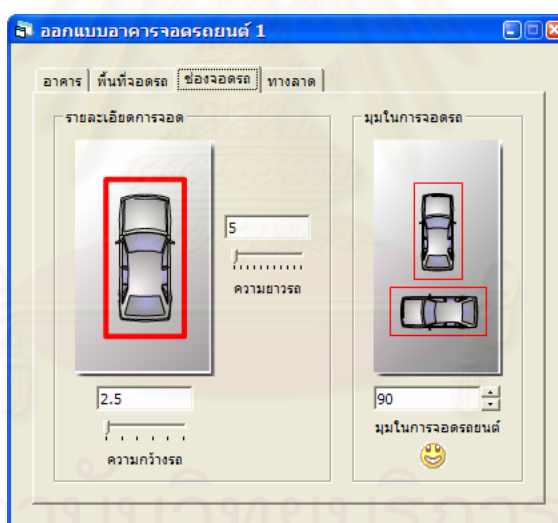 ออกแบบอาคารจอดรถยนต์ 1
อาคาร พื้นที่จอดรถ ช่องจอดรถ ทางลาด
รายละเอียดการจอด
มุมในการจอดรถ
5
ความยาวรถ
2.5
ความกว้างรถ
90
มุมในการจอดรถยนต์